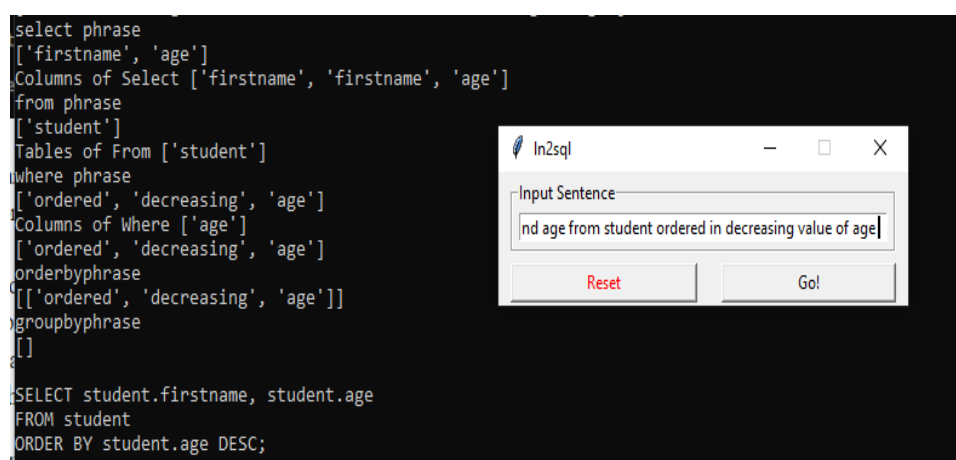 select phrase
['firstname', 'age']
Columns of Select ['firstname', 'firstname', 'age']
from phrase
['student']
Tables of From ['student']
where phrase
['ordered', 'decreasing', 'age']
Columns of Where ['age']
['ordered', 'decreasing', 'age']
orderbyphrase
[['ordered', 'decreasing', 'age']]
groupbyphrase
[]
SELECT student.firstname, student.age
FROM student
ORDER BY student.age DESC;
ln2sql
Input Sentence
nd age from student ordered in decreasing value of age
Reset
Go!